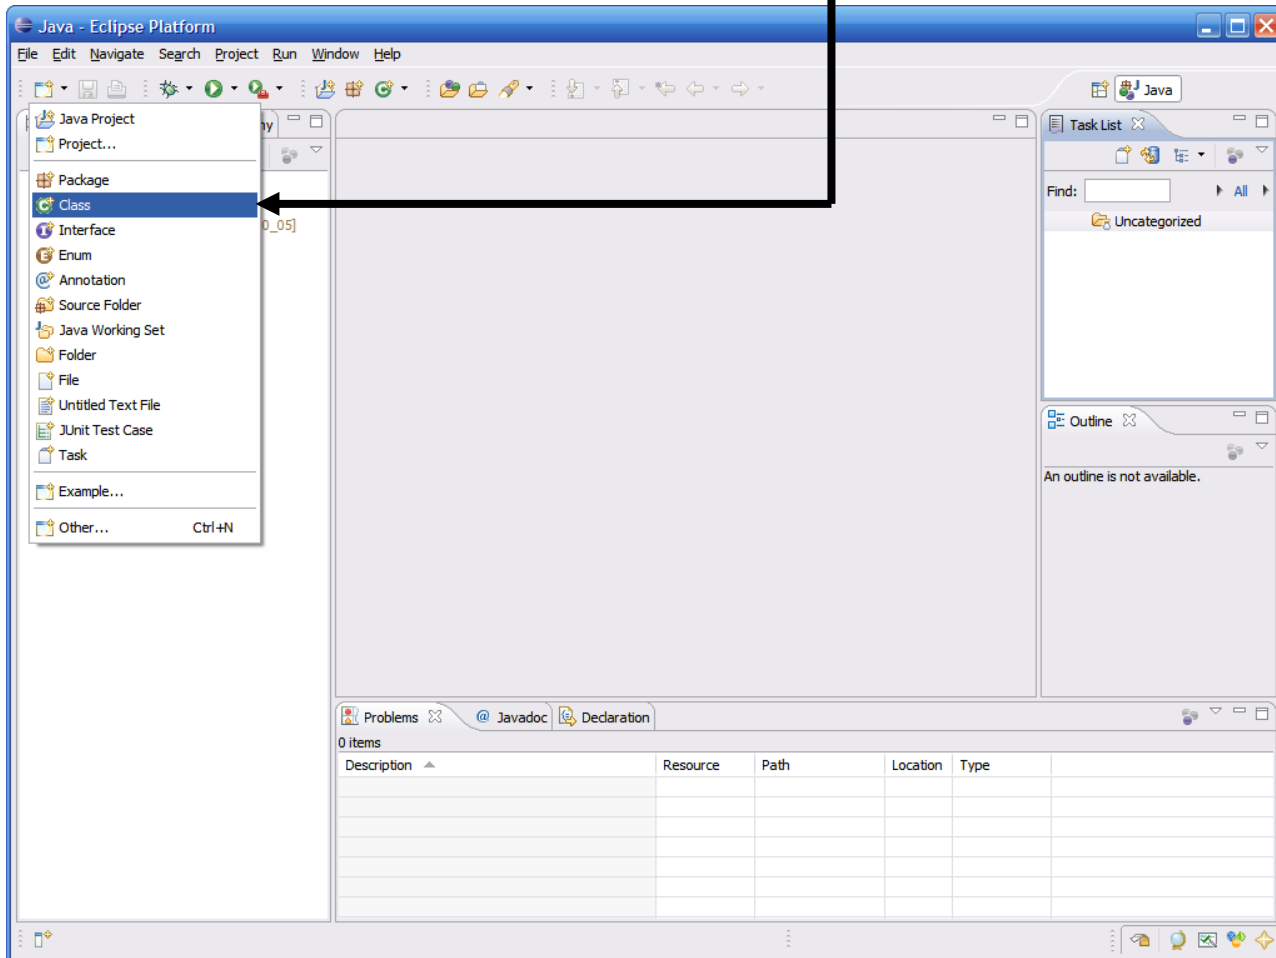 Java - Eclipse Platform
File Edit Navigate Search Project Run Window Help
Java
Java Project
Project...
Package
Class
Interface
Enum
Annotation
Source Folder
Java Working Set
Folder
File
Untitled Text File
JUnit Test Case
Task
Example...
Other... Ctrl+N
0_05]
Task List
Find: All
Uncategorized
Outline
An outline is not available.
Problems @ Javadoc Declaration
0 items
Description Resource Path Location Type